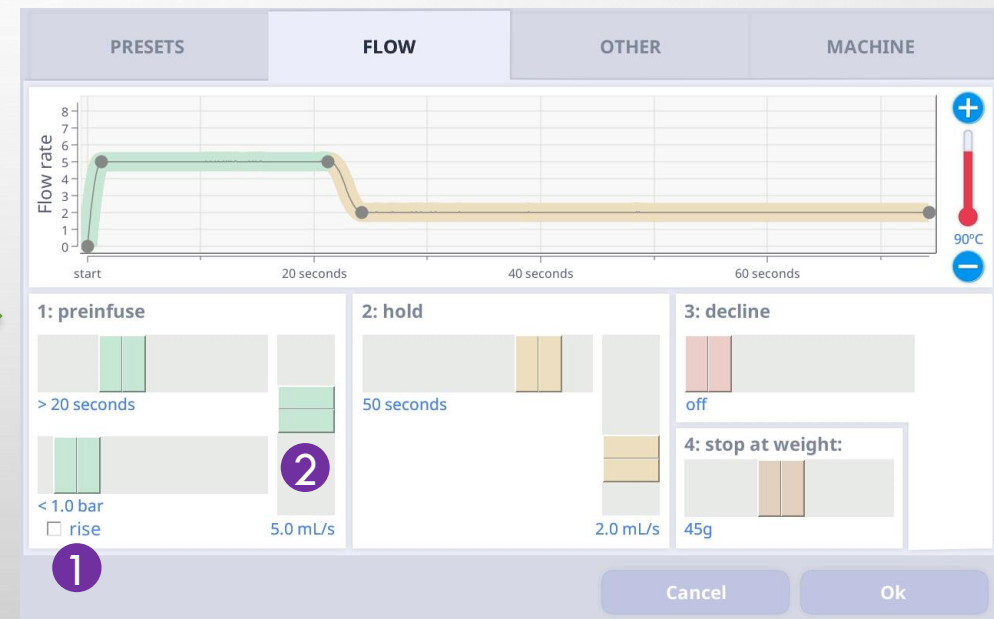 PRESETS FLOW OTHER MACHINE
Flow rate
8
7
6
5
4
3
2
1
0
start 20 seconds 40 seconds 60 seconds
90°C
1: preinfuse
> 20 seconds
< 1.0 bar
rise
5.0 mL/s
1
2
2: hold
50 seconds
2.0 mL/s
3: decline
off
4: stop at weight:
45g
Cancel Ok